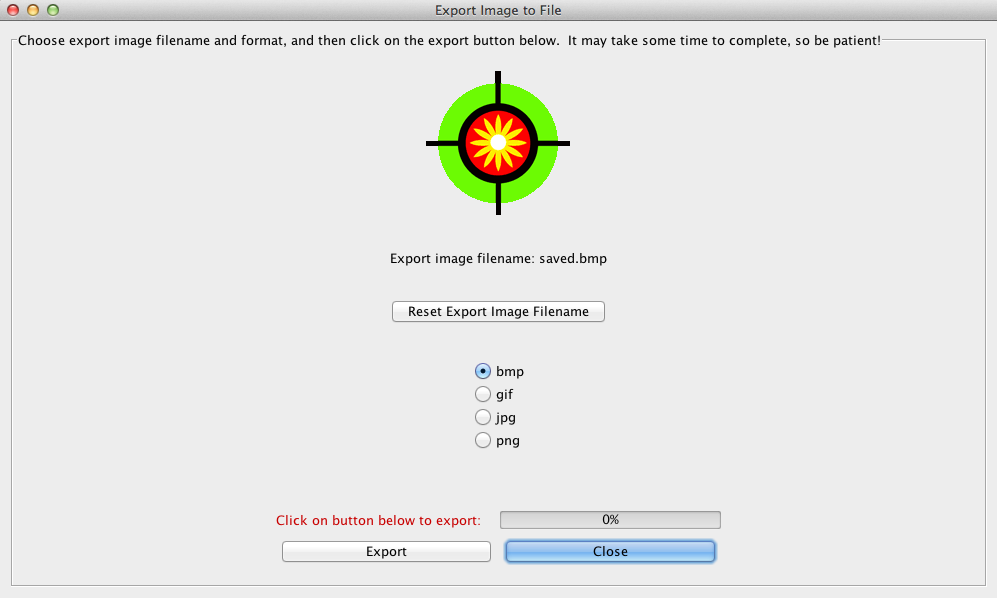 Export Image to File
Choose export image filename and format, and then click on the export button below.  It may take some time to complete, so be patient!
Export image filename: saved.bmp
Reset Export Image Filename
bmp
gif
jpg
png
Click on button below to export:
0%
Export
Close